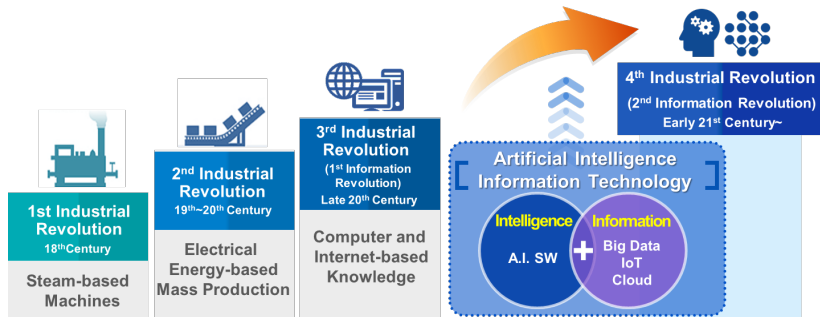 1st Industrial
Revolution
18thCentury
Steam-based
Machines
2nd Industrial
Revolution
19th~20th Century
Electrical
Energy-based
Mass Production
3rd Industrial
Revolution
(1st Information
Revolution)
Late 20th Century
Computer and
Internet-based
Knowledge
Artificial Intelligence
Information Technology
Intelligence
A.I. SW
+
Information
Big Data
IoT
Cloud
4th Industrial Revolution
(2nd Information Revolution)
Early 21st Century~